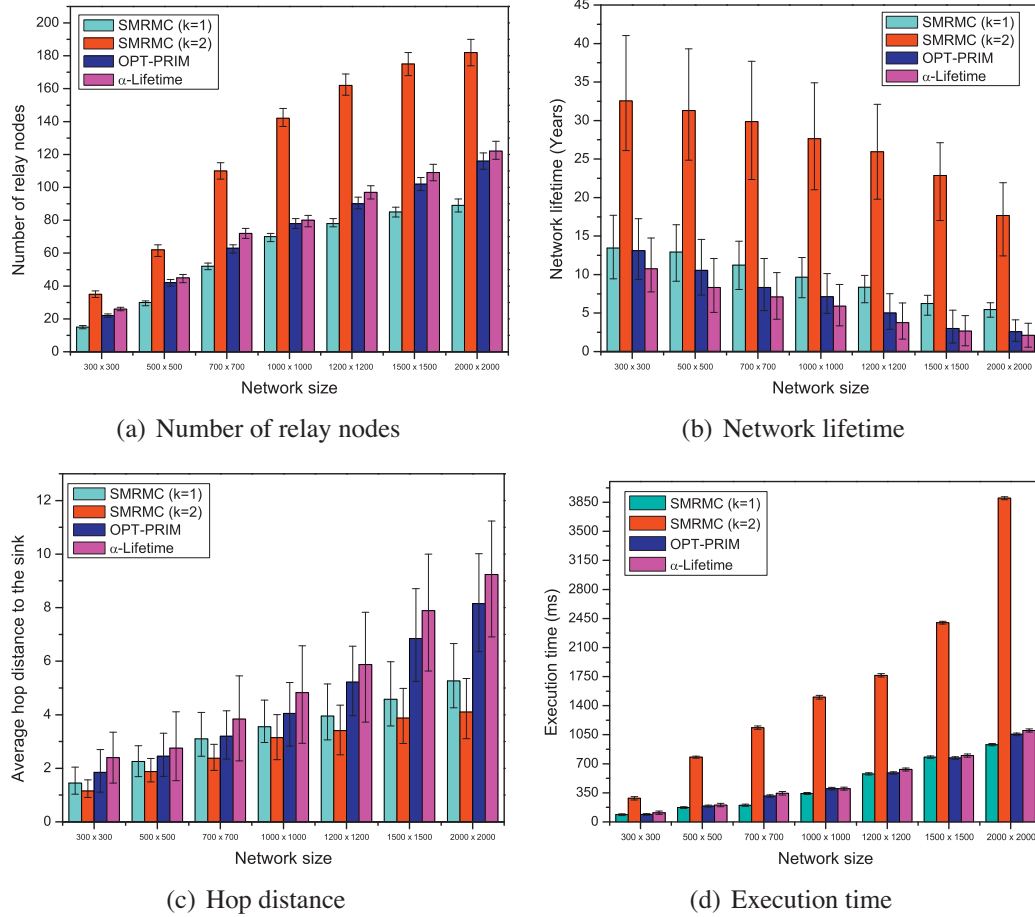 SMRMC (k=1)
SMRMC (k=2)
OPT-PRIM
α-Lifetime
200
180
160
140
120
100
80
60
40
20
0
Number of relay nodes
300 x 300 500 x 500 700 x 700 1000 x 1000 1200 x 1200 1500 x 1500 2000 x 2000
Network size
(a) Number of relay nodes
SMRMC (k=1)
SMRMC (k=2)
OPT-PRIM
α-Lifetime
45
40
35
30
25
20
15
10
5
0
Network lifetime (Years)
300 x 300 500 x 500 700 x 700 1000 x 1000 1200 x 1200 1500 x 1500 2000 x 2000
Network size
(b) Network lifetime
SMRMC (k=1)
SMRMC (k=2)
OPT-PRIM
α-Lifetime
12
10
8
6
4
2
0
Average hop distance to the sink
300 x 300 500 x 500 700 x 700 1000 x 1000 1200 x 1200 1500 x 1500 2000 x 2000
Network size
(c) Hop distance
SMRMC (k=1)
SMRMC (k=2)
OPT-PRIM
α-Lifetime
3850
3500
3150
2800
2450
2100
1750
1400
1050
700
350
0
Execution time (ms)
300 x 300 500 x 500 700 x 700 1000 x 1000 1200 x 1200 1500 x 1500 2000 x 2000
Network size
(d) Execution time